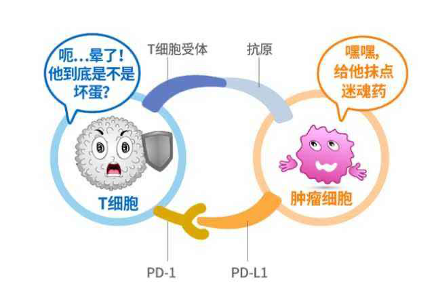 呃…晕了！
他到底是不是
坏蛋？
T细胞受体
抗原
嘿嘿，
给他抹点
迷魂药
T细胞
肿瘤细胞
PD-1
PD-L1